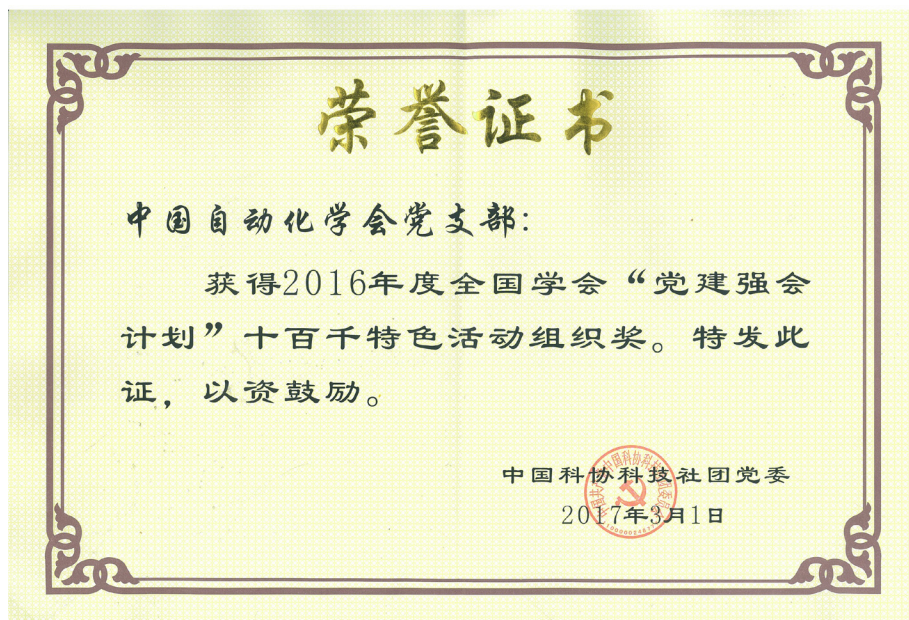 荣誉证书
中国自动化学会党支部：
获得2016年度全国学会“党建强会
计划”十百千特色活动组织奖。特发此
证，以资鼓励。
中国科协科技社团党委
2017年3月1日